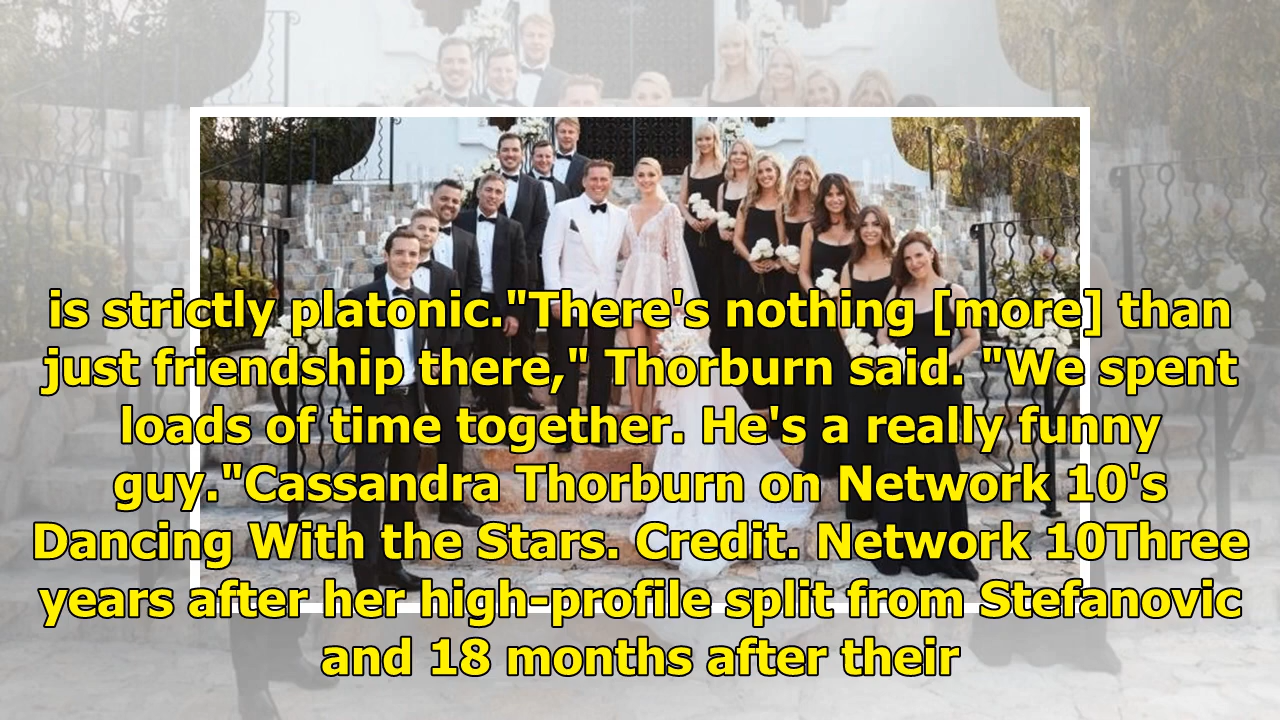 is strictly platonic."There's nothing [more] than
just friendship there," Thorburn said. "We spent
loads of time together. He's a really funny
guy."Cassandra Thorburn on Network 10's
Dancing With the Stars. Credit. Network 10Three
years after her high-profile split from Stefanovic
and 18 months after their